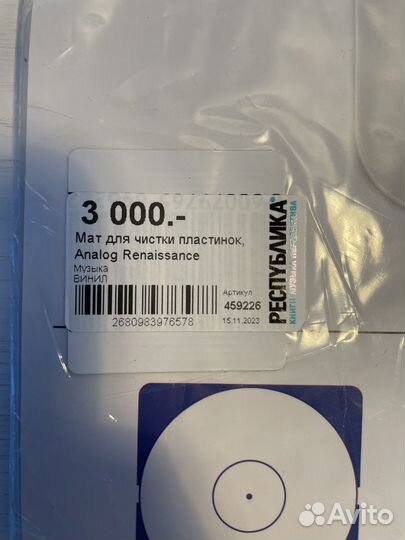 3 000.-
Мат для чистки пластинок,
Analog Renaissance
Музыка
ВИНИЛ
Артикул
459226
2680983976578
15.11.2023
РЕСПУБЛИКА
Avito